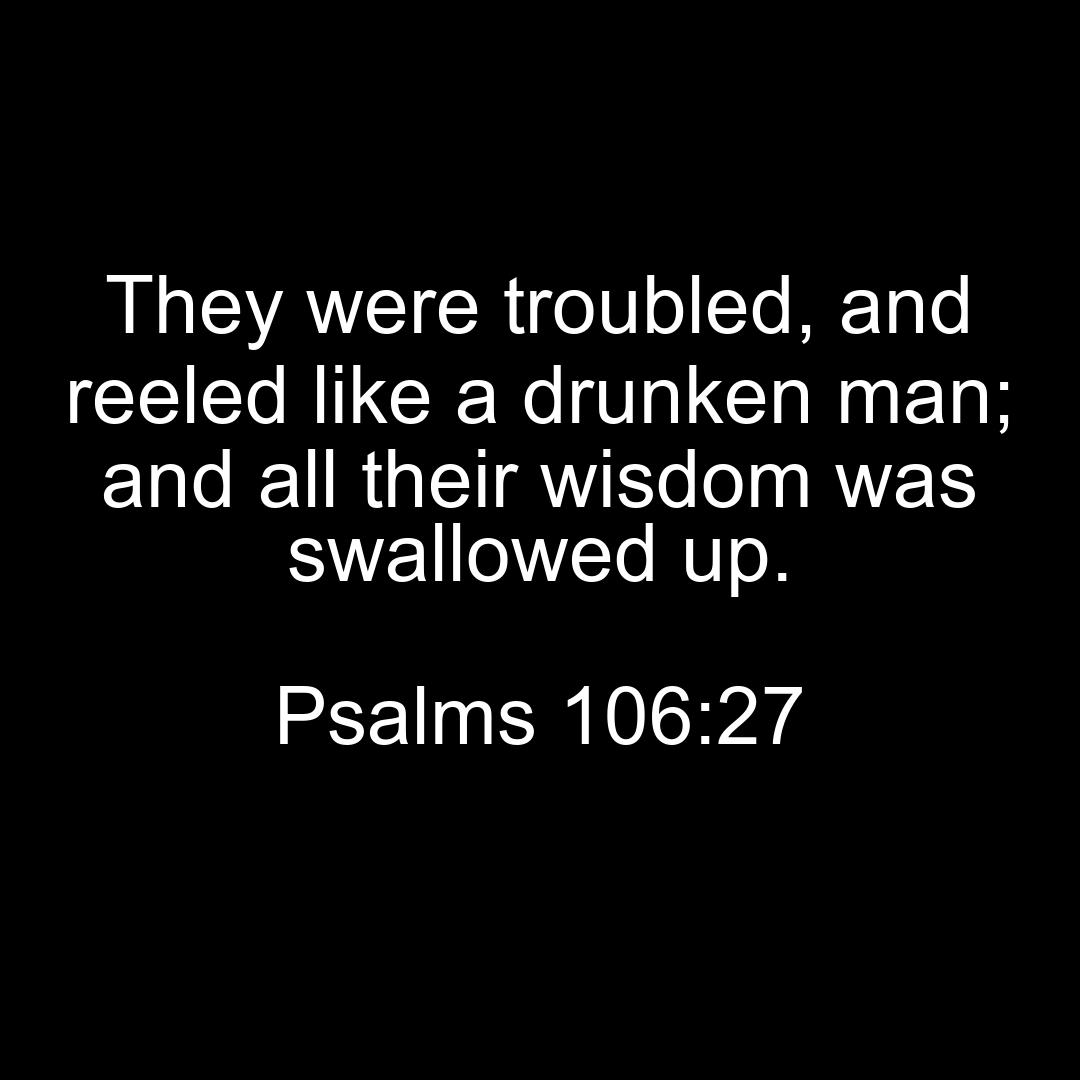 They were troubled, and
reeled like a drunken man;
and all their wisdom was
swallowed up.
Psalms 106:27